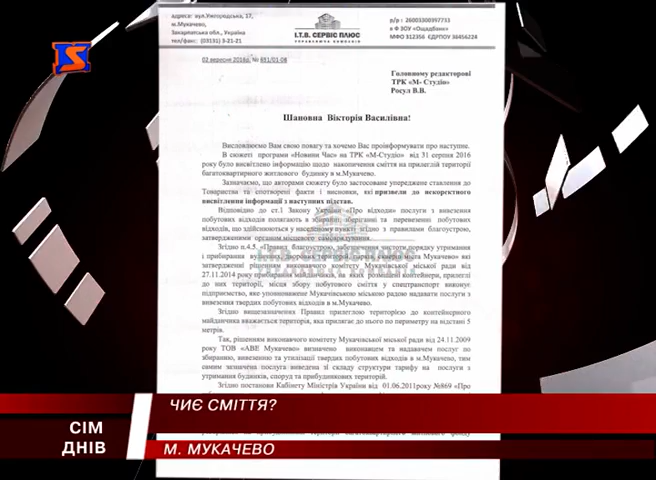 адреса: вул.Ужгородська, 17,
м.Мукачево,
Закарпатська обл., Україна
тел/факс: (03131) 3-21-21
І.Т.В. СЕРВІС ПЛЮС
УПРАВЛЯЮЧА КОМПАНІЯ
р/р : 26003300397733
в Ф ЗОУ «Ощадбанк»
МФО 312356 ЄДРПОУ 36456224
02 вересня 2016р. № 651/01-08
Головному редакторові
ТРК «М- Студіо»
Росул В.В.
Шановна Вікторія Василівна!
Висловлюємо Вам свою повагу та хочемо Вас проінформувати про наступне.
В сюжеті програми «Новини Час» на ТРК «М-Студіо» від 31 серпня 2016
року було висвітлено інформацію щодо накопичення сміття на прилеглій території
багатоквартирного житлового будинку в м.Мукачево.
Зазначаємо, що авторами сюжету було застосоване упереджене ставлення до
Товариства та спотворені факти і висновки, які призвели до некоректного
висвітлення інформації з наступних підстав.
Відповідно до ст.1 Закону України «Про відходи» послуги з вивезення
побутових відходів полягають в збиранні, зберіганні та перевезенні побутових
відходів, що здійснюються у населеному пункті згідно з правилами благоустрою,
затвердженими органом місцевого самоврядування.
Згідно п.4.5. «Правил благоустрою, забезпечення чистоти, порядку утримання
і прибирання вуличних, дворових територій, парків, скверів міста Мукачево» які
затверджені рішенням виконавчого комітету Мукачівської міської ради від
27.11.2014 року прибирання майданчиків, на яких розміщені контейнери, прилеглі
до них території, місця збору побутового сміття у спецтранспорт виконує
підприємство, яке уповноважене Мукачівською міською радою надавати послуги з
вивезення твердих побутових відходів в м.Мукачево.
Згідно вищезазначених Правил прилеглою територією до контейнерного
майданчика вважається територія, яка прилягає до нього по периметру на відстані 5
метрів.
Так, рішенням виконавчого комітету Мукачівської міської ради від 24.11.2009
року ТОВ «АВЕ Мукачево» визначено виконавцем та надавачем послуг по
збиранню, вивезенню та утилізації твердих побутових відходів в м.Мукачево, тим
самим зазначена послуга виведена зі складу структури тарифу на послуги з
утримання будинків, споруд та прибудинкових територій.
Згідно постанови Кабінету Міністрів України від 01.06.2011року №869 «Про
СІМ
ДНІВ
ЧИЄ СМІТТЯ?
М. МУКАЧЕВО